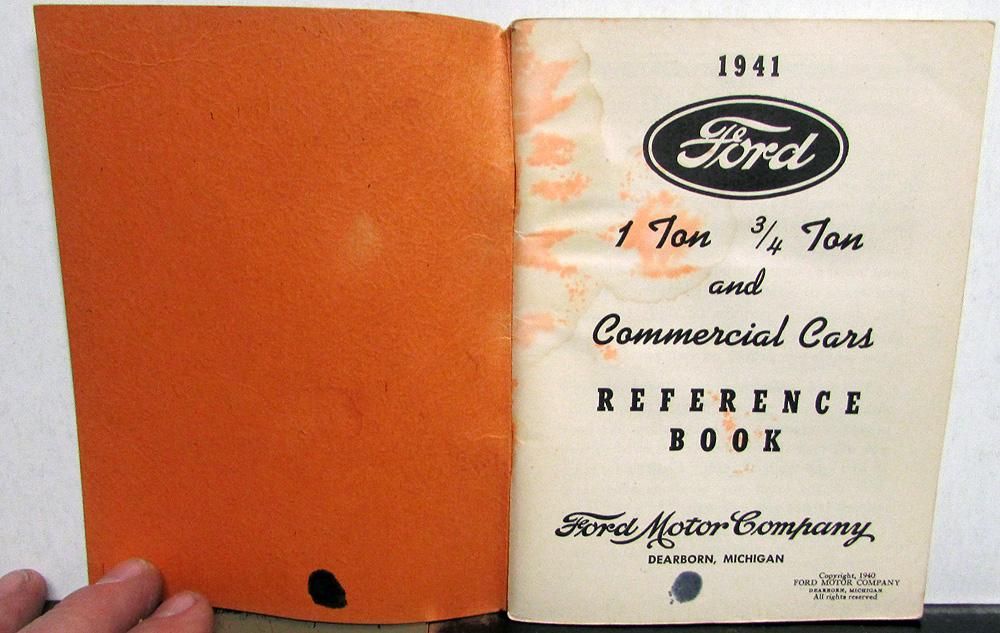 1941
Ford
1 Ton 3/4 Ton
and
Commercial Cars
REFERENCE
BOOK
Ford Motor Company
DEARBORN, MICHIGAN
Copyright, 1940
FORD MOTOR COMPANY
DEARBORN, MICHIGAN
All rights reserved